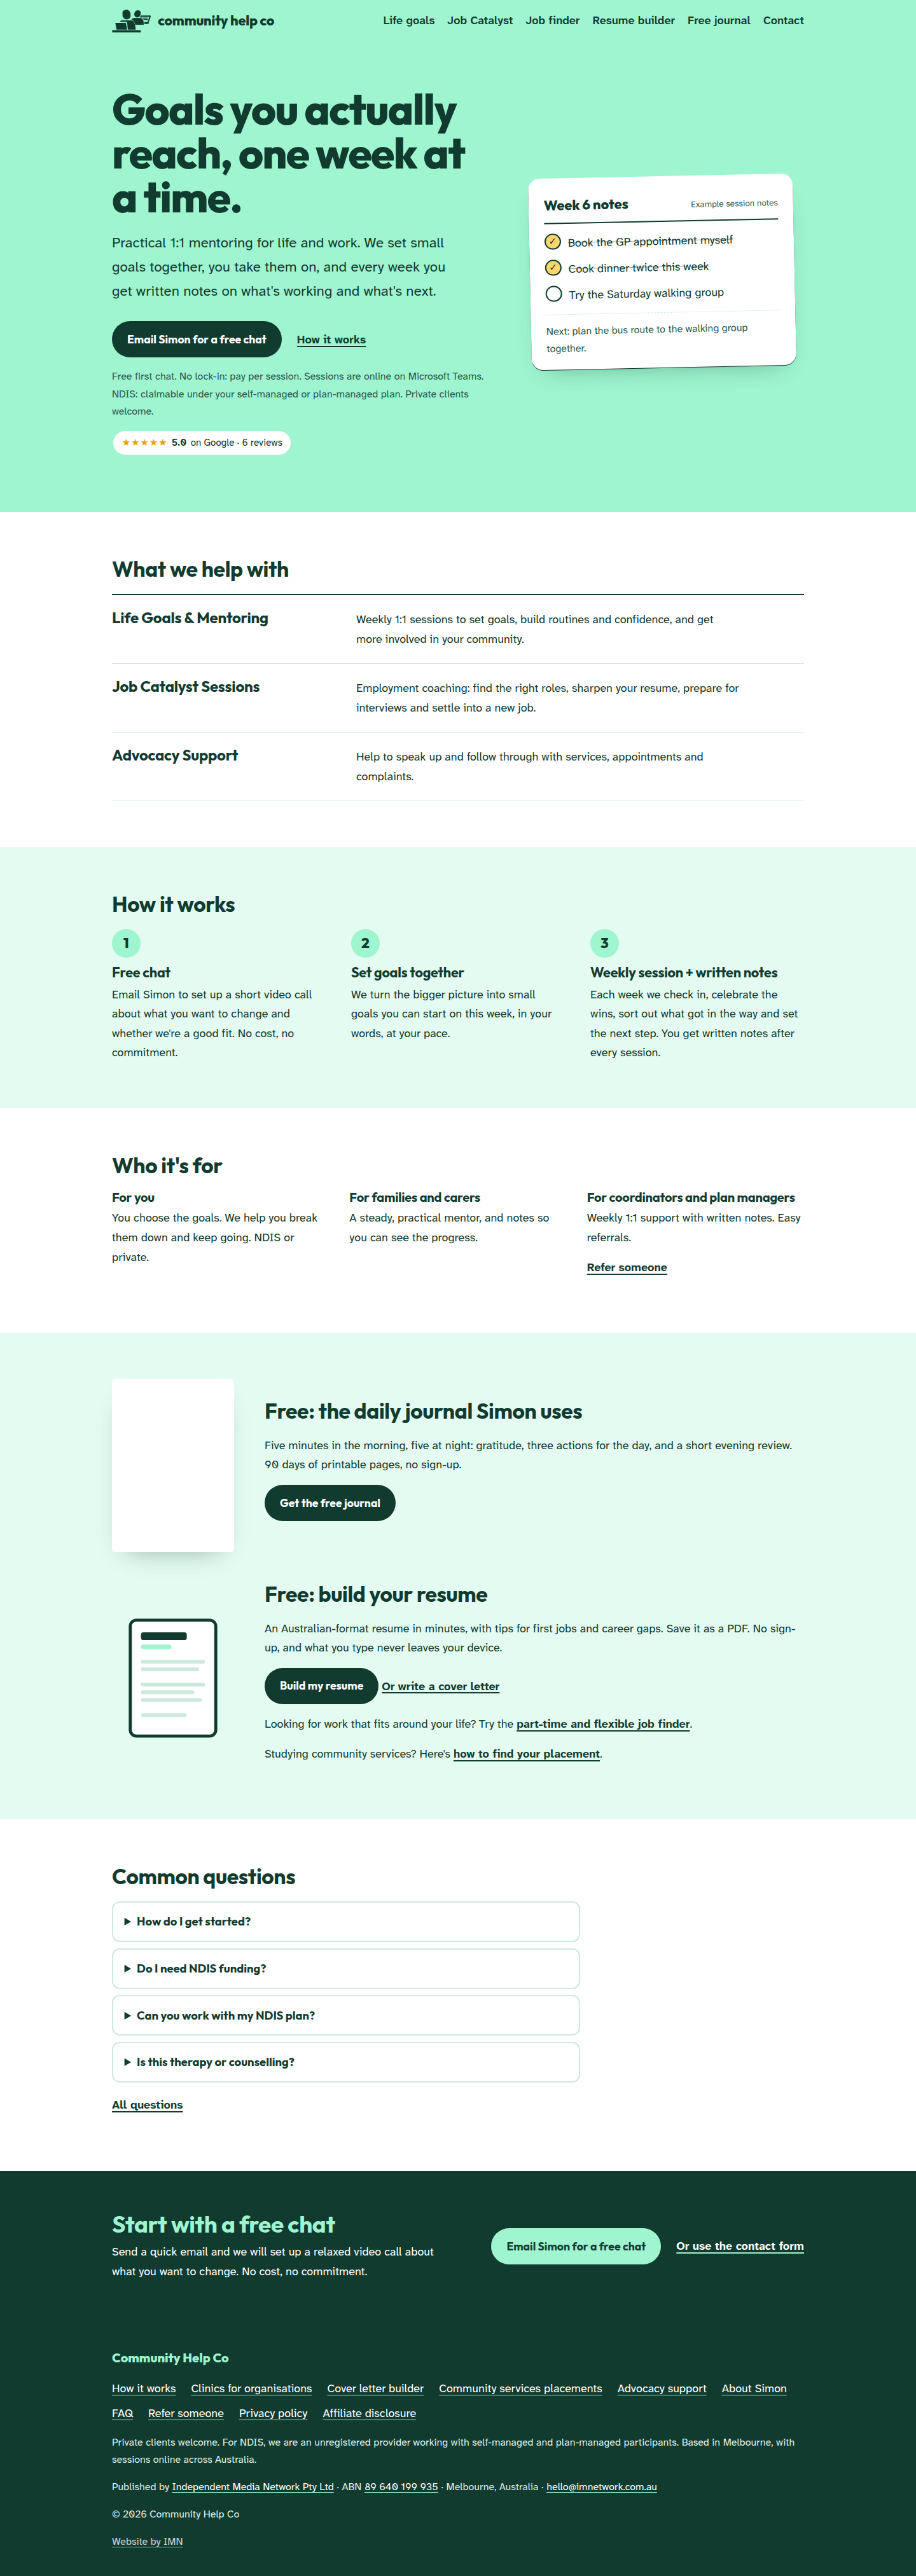 community help co
Life goals Job Catalyst Job finder Resume builder Free journal Contact
Goals you actually
reach, one week at
a time.
Practical 1:1 mentoring for life and work. We set small
goals together, you take them on, and every week you
get written notes on what's working and what's next.
Email Simon for a free chat How it works
Free first chat. No lock-in: pay per session. Sessions are online on Microsoft Teams.
NDIS: claimable under your self-managed or plan-managed plan. Private clients
welcome.
★★★★★ 5.0 on Google · 6 reviews
Week 6 notes Example session notes
✓ Book the GP appointment myself
✓ Cook dinner twice this week
Try the Saturday walking group
Next: plan the bus route to the walking group
together.
What we help with
Life Goals & Mentoring
Weekly 1:1 sessions to set goals, build routines and confidence, and get
more involved in your community.
Job Catalyst Sessions
Employment coaching: find the right roles, sharpen your resume, prepare for
interviews and settle into a new job.
Advocacy Support
Help to speak up and follow through with services, appointments and
complaints.
How it works
1
Free chat
Email Simon to set up a short video call
about what you want to change and
whether we're a good fit. No cost, no
commitment.
2
Set goals together
We turn the bigger picture into small
goals you can start on this week, in your
words, at your pace.
3
Weekly session + written notes
Each week we check in, celebrate the
wins, sort out what got in the way and set
the next step. You get written notes after
every session.
Who it's for
For you
You choose the goals. We help you break
them down and keep going. NDIS or
private.
For families and carers
A steady, practical mentor, and notes so
you can see the progress.
For coordinators and plan managers
Weekly 1:1 support with written notes. Easy
referrals.
Refer someone
Free: the daily journal Simon uses
Five minutes in the morning, five at night: gratitude, three actions for the day, and a short evening review.
90 days of printable pages, no sign-up.
Get the free journal
Free: build your resume
An Australian-format resume in minutes, with tips for first jobs and career gaps. Save it as a PDF. No sign-
up, and what you type never leaves your device.
Build my resume Or write a cover letter
Looking for work that fits around your life? Try the part-time and flexible job finder.
Studying community services? Here's how to find your placement.
Common questions
How do I get started?
Do I need NDIS funding?
Can you work with my NDIS plan?
Is this therapy or counselling?
All questions
Start with a free chat
Send a quick email and we will set up a relaxed video call about
what you want to change. No cost, no commitment.
Email Simon for a free chat Or use the contact form
Community Help Co
How it works Clinics for organisations Cover letter builder Community services placements Advocacy support About Simon
FAQ Refer someone Privacy policy Affiliate disclosure
Private clients welcome. For NDIS, we are an unregistered provider working with self-managed and plan-managed participants. Based in Melbourne, with
sessions online across Australia.
Published by Independent Media Network Pty Ltd · ABN 89 640 199 935 · Melbourne, Australia · hello@imnetwork.com.au
© 2026 Community Help Co
Website by IMN